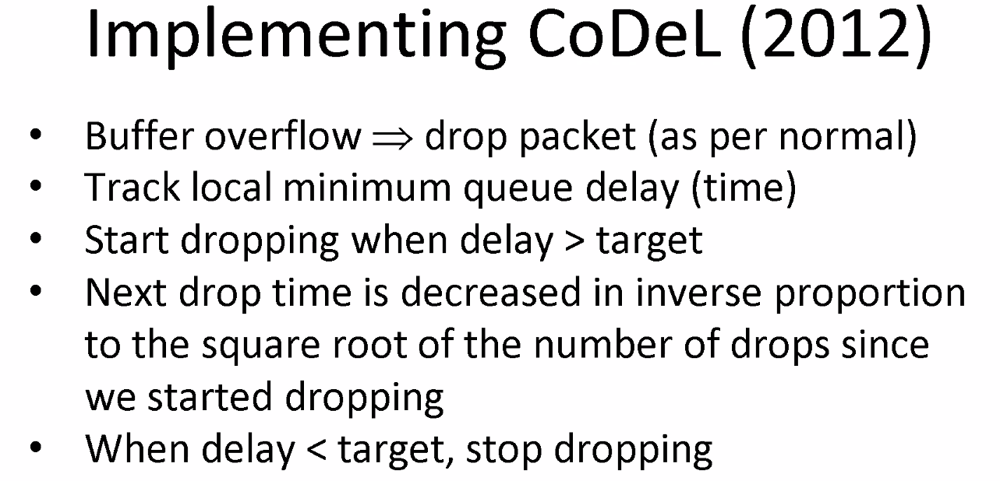 Implementing CoDeL (2012)
• Buffer overflow ⇒ drop packet (as per normal)
• Track local minimum queue delay (time)
• Start dropping when delay > target
• Next drop time is decreased in inverse proportion
to the square root of the number of drops since
we started dropping
• When delay < target, stop dropping